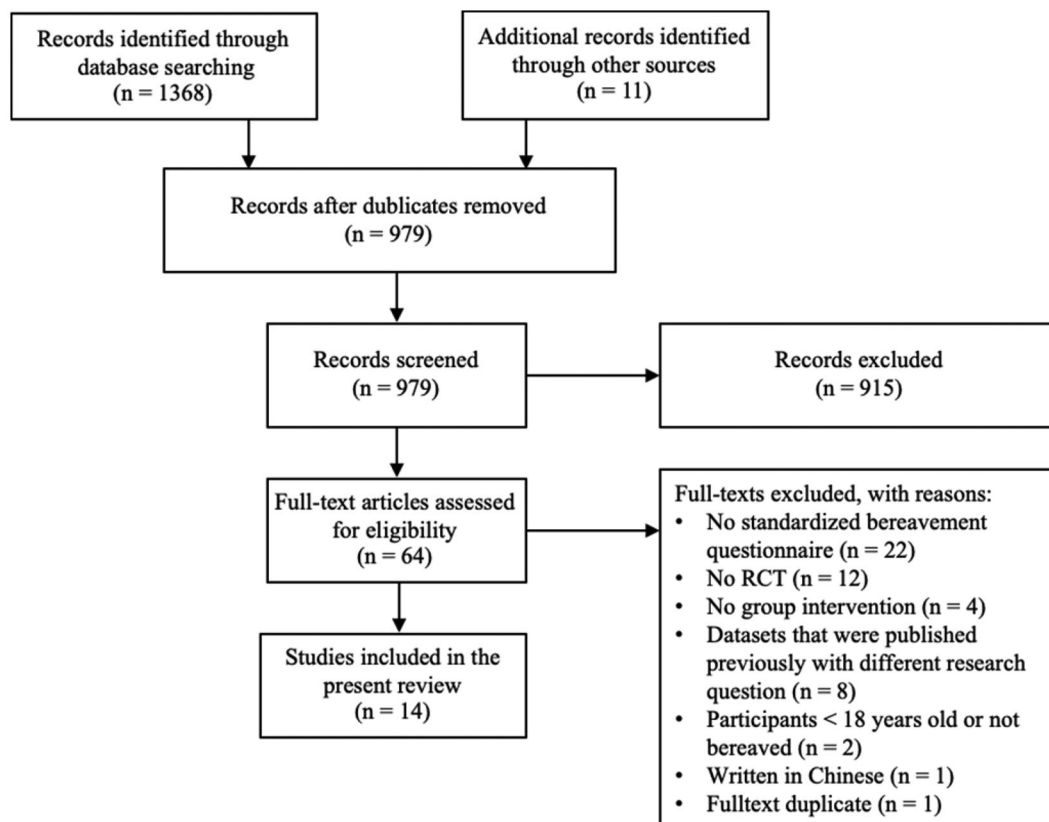 Records identified through
database searching
(n = 1368)
Additional records identified
through other sources
(n = 11)
Records after dublicates removed
(n = 979)
Records screened
(n = 979)
Records excluded
(n = 915)
Full-text articles assessed
for eligibility
(n = 64)
Full-texts excluded, with reasons:
• No standardized bereavement
questionnaire (n = 22)
• No RCT (n = 12)
• No group intervention (n = 4)
• Datasets that were published
previously with different research
question (n = 8)
• Participants < 18 years old or not
bereaved (n = 2)
• Written in Chinese (n = 1)
• Fulltext duplicate (n = 1)
Studies included in the
present review
(n = 14)